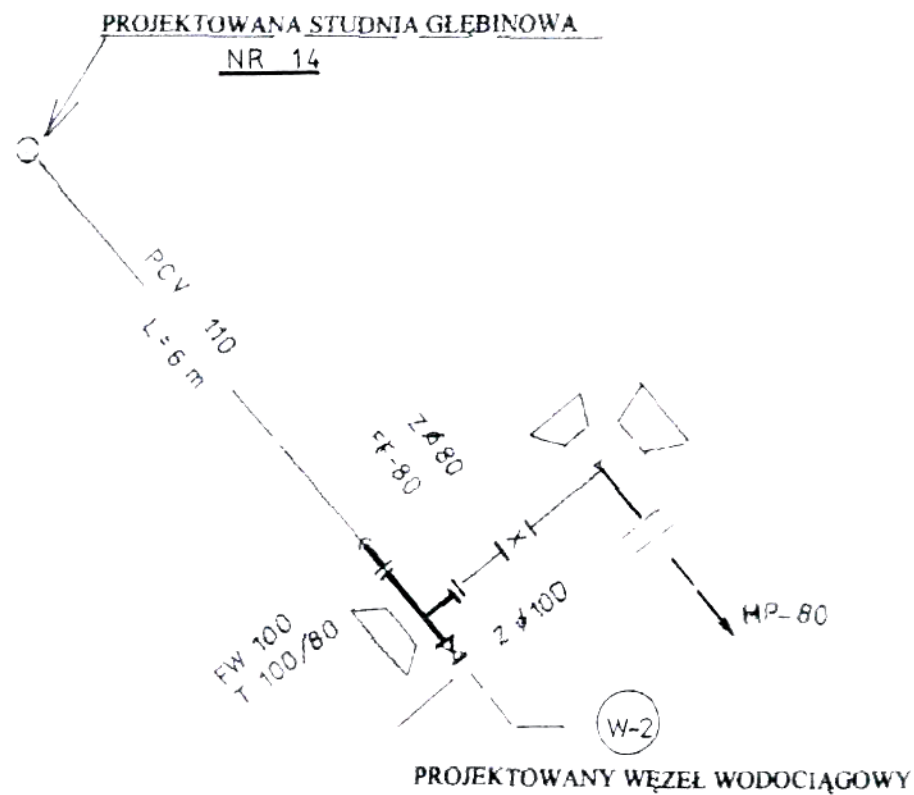 PROJEKTOWANA STUDNIA GŁĘBINOWA
NR 14
PCV 110
L = 6 m
Z ϕ 80
FF-80
FW 100
T 100/80
Z ϕ 100
HP-80
W-2
PROJEKTOWANY WĘZEŁ WODOCIĄGOWY